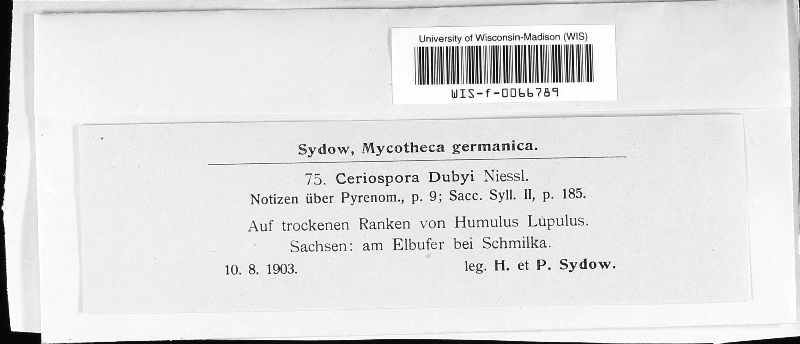 University of Wisconsin-Madison (WIS)
WIS-f-0066789
Sydow, Mycotheca germanica.
75. Ceriospora Dubyi Niessl.
Notizen über Pyrenom., p. 9; Sacc. Syll. II, p. 185.
Auf trockenen Ranken von Humulus Lupulus.
Sachsen: am Elbufer bei Schmilka.
10. 8. 1903. leg. H. et P. Sydow.